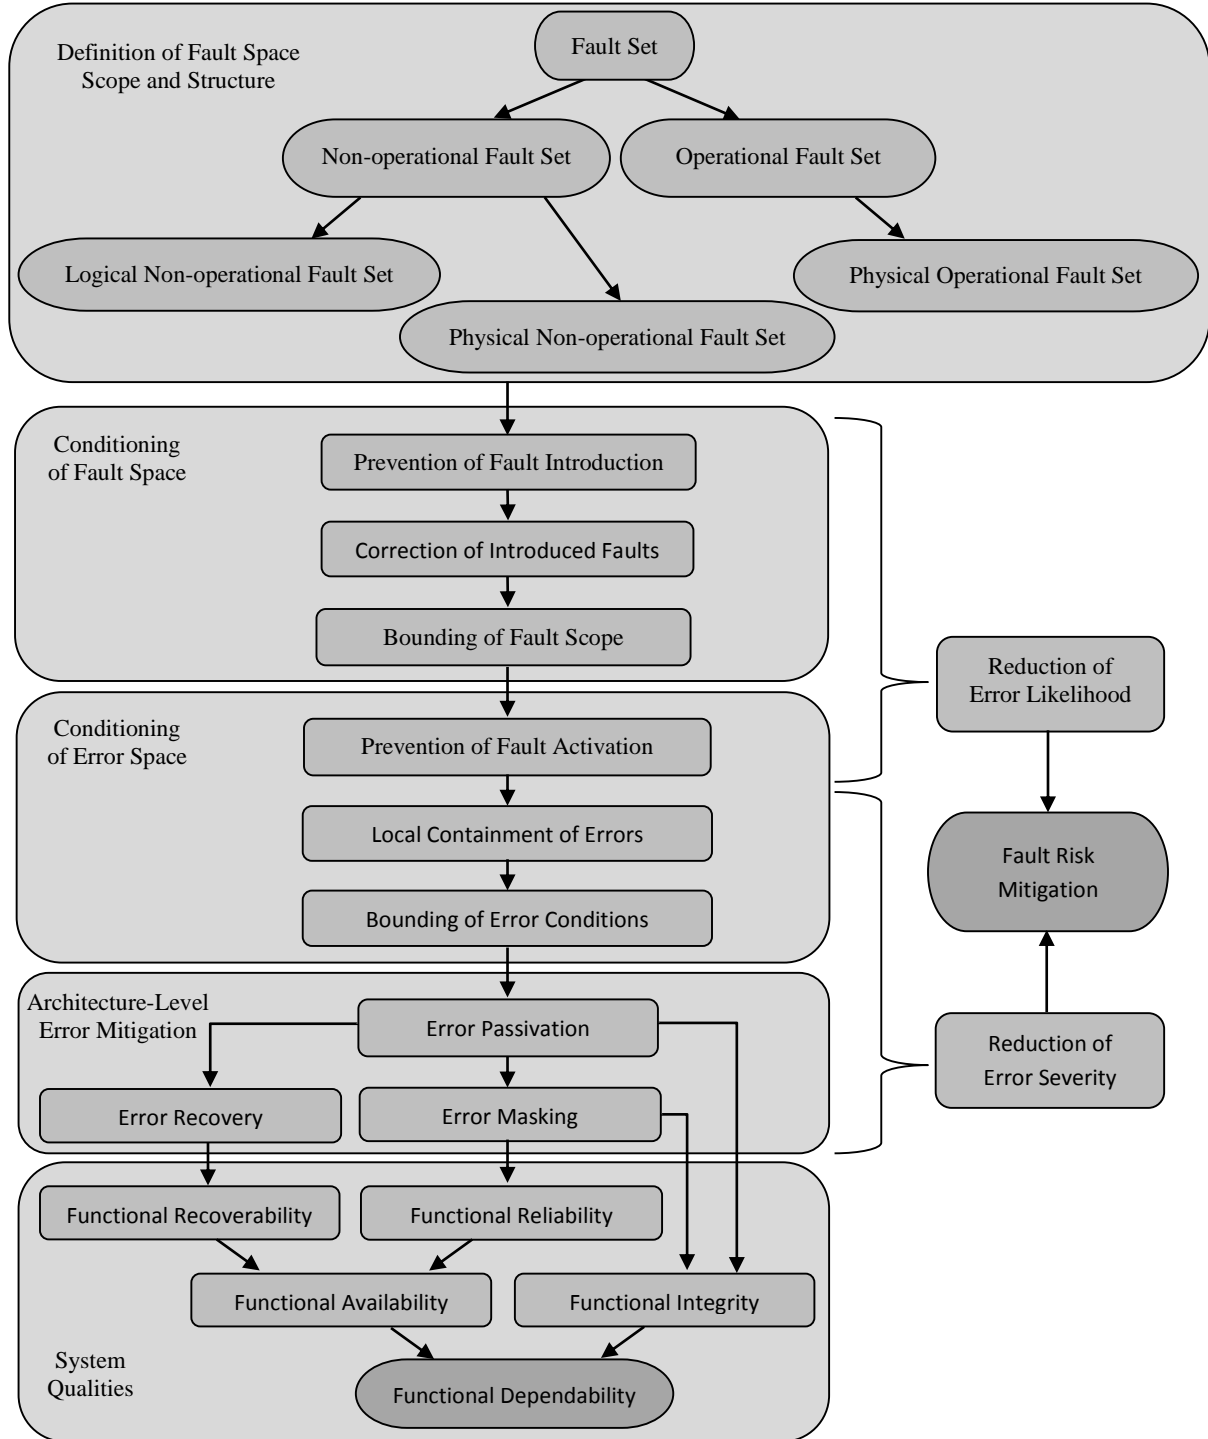 Definition of Fault Space
Scope and Structure
Fault Set
Non-operational Fault Set
Operational Fault Set
Logical Non-operational Fault Set
Physical Operational Fault Set
Physical Non-operational Fault Set
Conditioning
of Fault Space
Prevention of Fault Introduction
Correction of Introduced Faults
Bounding of Fault Scope
Reduction of
Error Likelihood
Conditioning
of Error Space
Prevention of Fault Activation
Local Containment of Errors
Bounding of Error Conditions
Fault Risk
Mitigation
Architecture-Level
Error Mitigation
Error Passivation
Error Recovery
Error Masking
Reduction of
Error Severity
Functional Recoverability
Functional Reliability
Functional Availability
Functional Integrity
System
Qualities
Functional Dependability